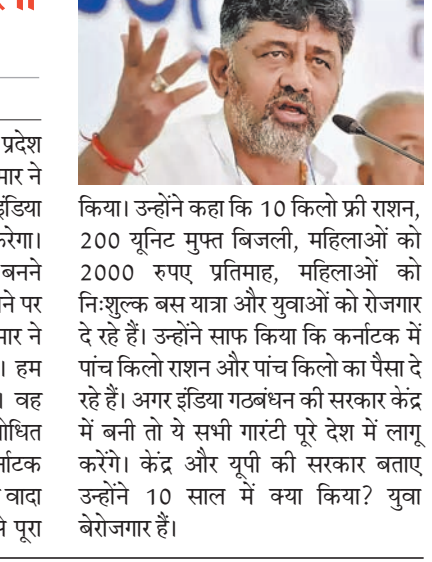 प्रदेश
मार ने
इंडिया
करेगा।
बनने
ने पर
मार ने
। हम
। वह
बोधित
र्नाटक
वादा
पूरा
किया। उन्होंने कहा कि 10 किलो फ्री राशन,
200 यूनिट मुफ्त बिजली, महिलाओं को
2000 रुपए प्रतिमाह, महिलाओं को
निःशुल्क बस यात्रा और युवाओं को रोजगार
दे रहे हैं। उन्होंने साफ किया कि कर्नाटक में
पांच किलो राशन और पांच किलो का पैसा दे
रहे हैं। अगर इंडिया गठबंधन की सरकार केंद्र
में बनी तो ये सभी गारंटी पूरे देश में लागू
करेंगे। केंद्र और यूपी की सरकार बताए
उन्होंने 10 साल में क्या किया? युवा
बेरोजगार हैं।